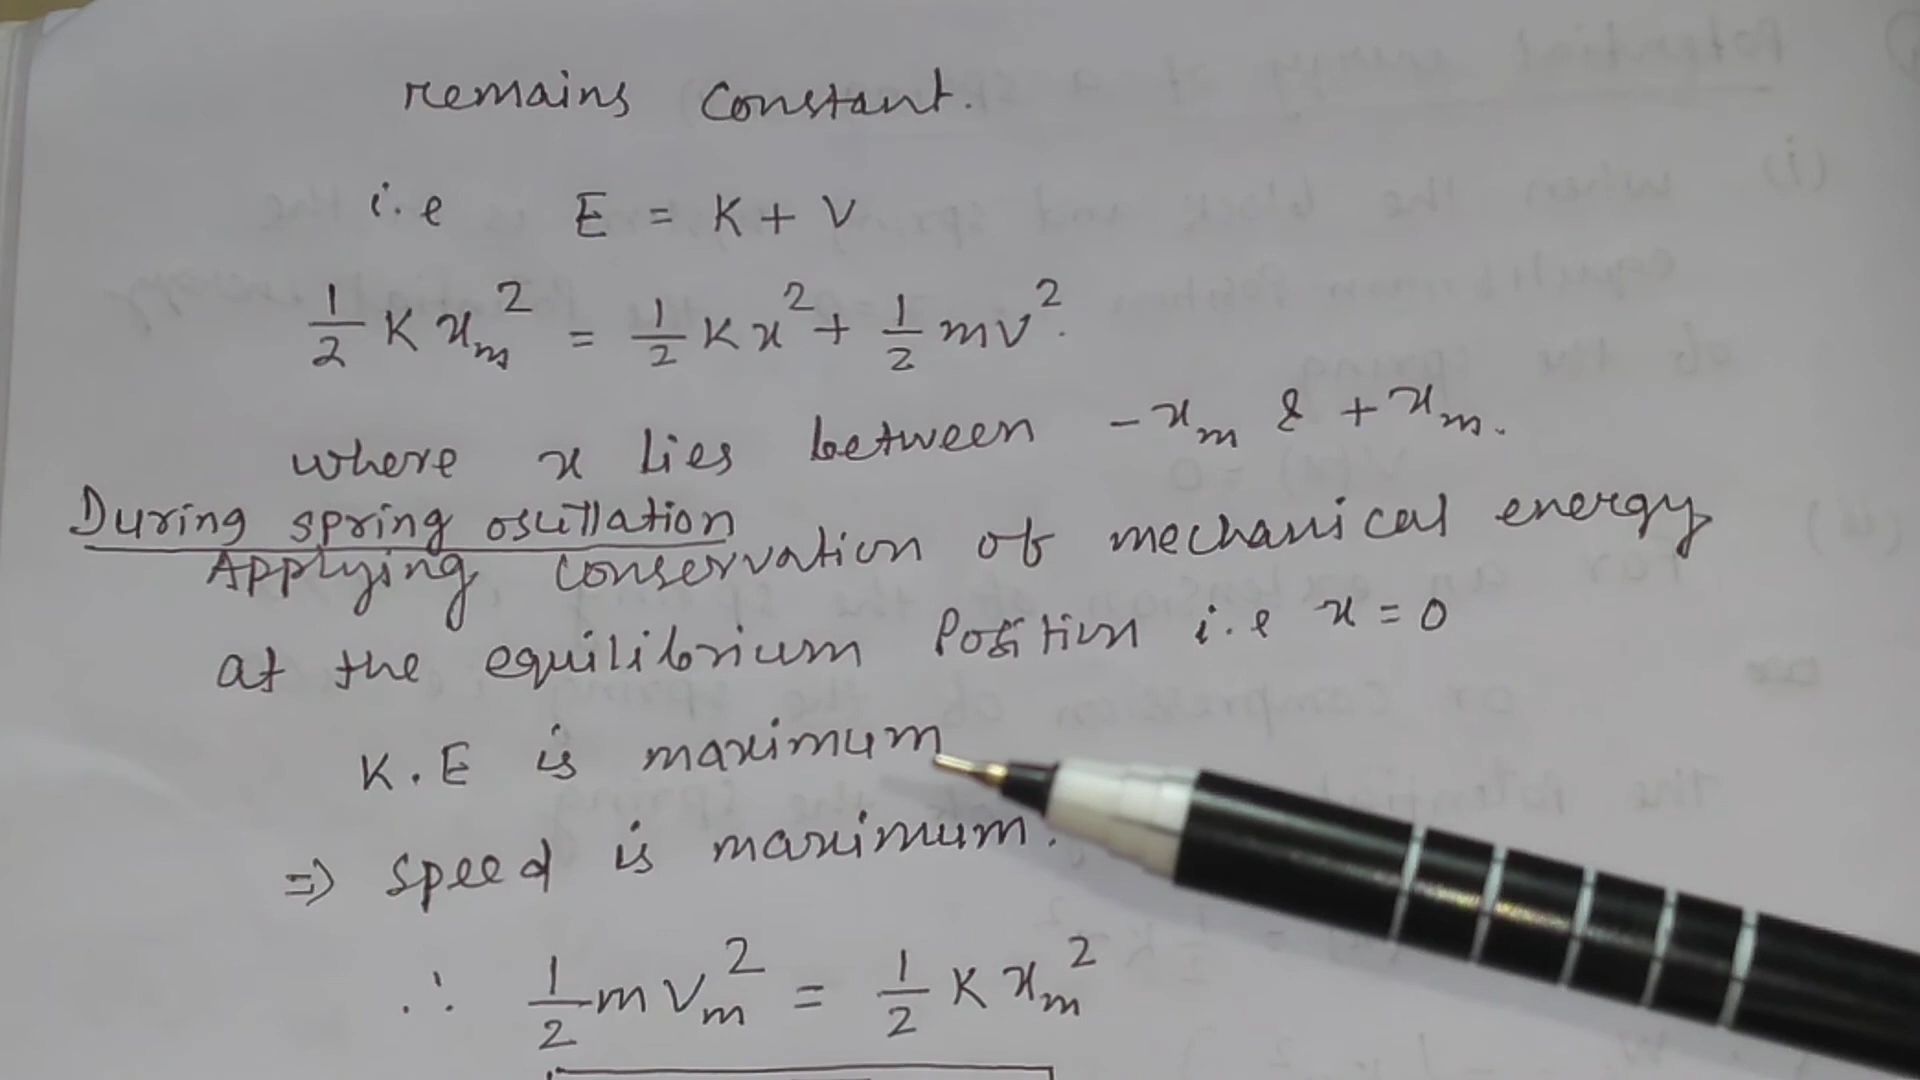 remains constant.
i.e E = K + V
1/2 K x_m^2 = 1/2 K x^2 + 1/2 m v^2.
where x lies between -x_m & +x_m.
During spring oscillation
Applying conservation of mechanical energy
at the equilibrium position i.e x = 0
K.E is maximum
⇒ speed is maximum.
∴ 1/2 m v_m^2 = 1/2 K x_m^2